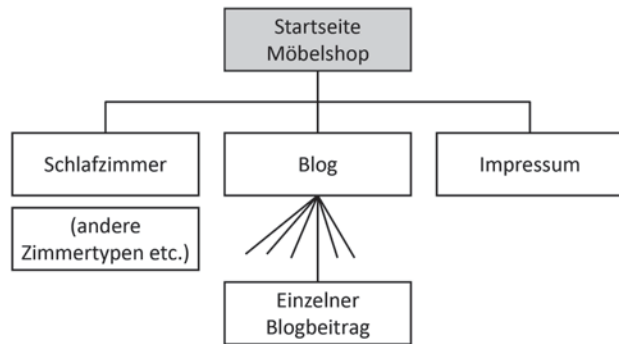 Startseite
Möbelshop
Schlafzimmer
Blog
Impressum
(andere
Zimmertypen etc.)
Einzelner
Blogbeitrag